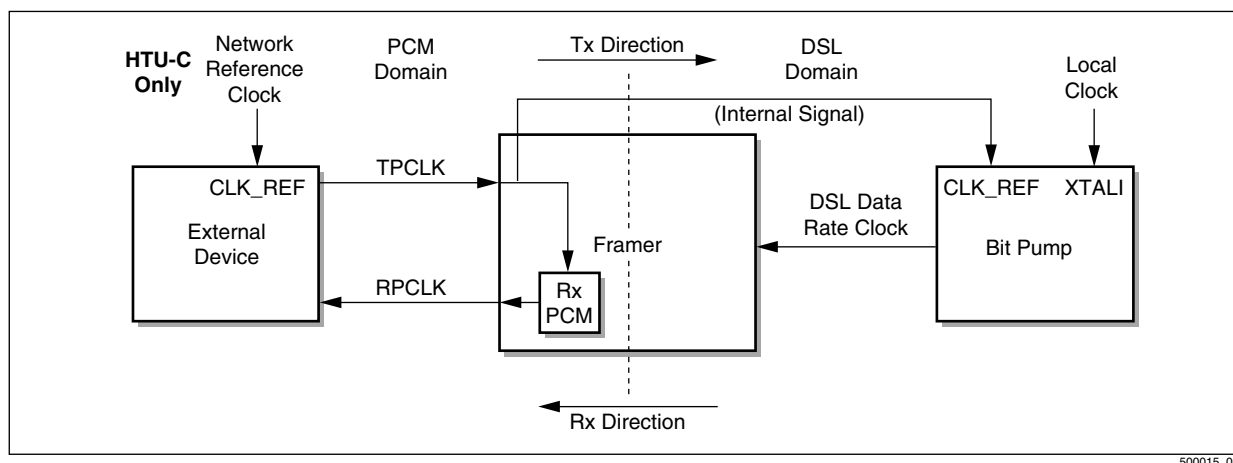 HTU-C
Only
Network
Reference
Clock
PCM
Domain
Tx Direction
DSL
Domain
Local
Clock
(Internal Signal)
TPCLK
CLK_REF
External
Device
RPCLK
Framer
Rx
PCM
DSL Data
Rate Clock
CLK_REF
XTALI
Bit Pump
Rx Direction